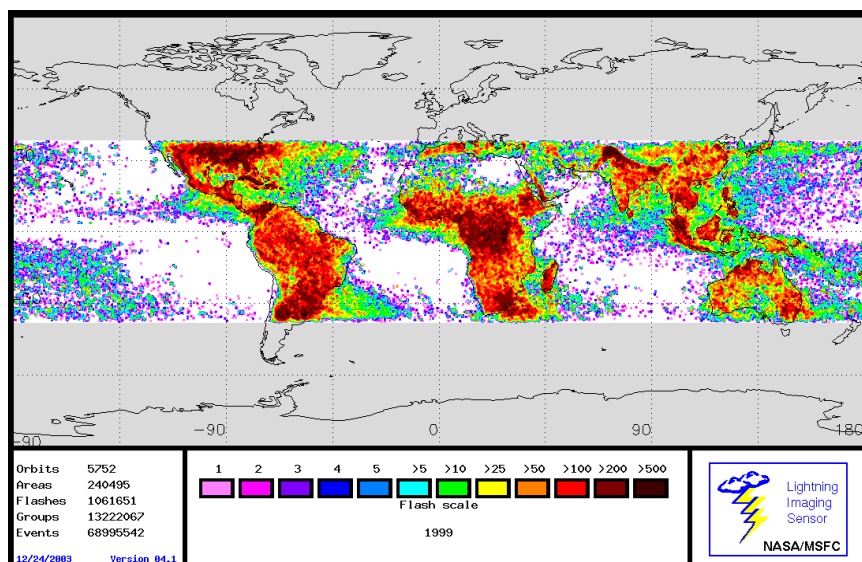 -90 0 90 180
-90
Orbits 5752
Areas 240495
Flashes 1061651
Groups 13222067
Events 68995542
12/24/2003 Version 04.1
1 2 3 4 5 >5 >10 >25 >50 >100 >200 >500
Flash scale
1999
Lightning
Imaging
Sensor
NASA/MSFC